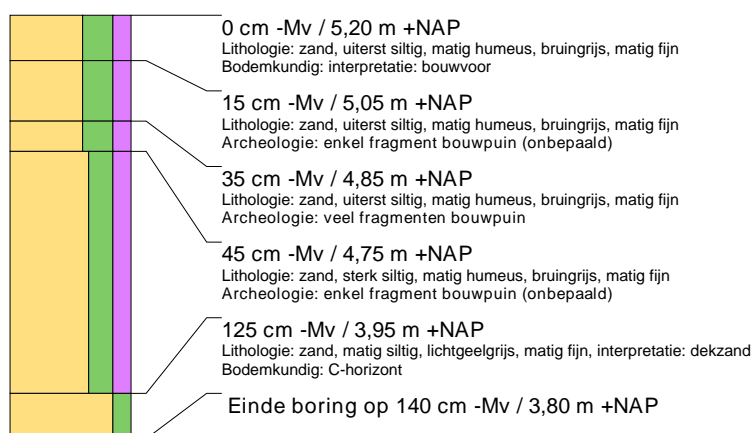 0 cm -Mv / 5,20 m +NAP
Lithologie: zand, uiterst siltig, matig humeus, bruingrijs, matig fijn
Bodemkundig: interpretatie: bouwvoor
15 cm -Mv / 5,05 m +NAP
Lithologie: zand, uiterst siltig, matig humeus, bruingrijs, matig fijn
Archeologie: enkel fragment bouwpuin (onbepaald)
35 cm -Mv / 4,85 m +NAP
Lithologie: zand, uiterst siltig, matig humeus, bruingrijs, matig fijn
Archeologie: veel fragmenten bouwpuin
45 cm -Mv / 4,75 m +NAP
Lithologie: zand, sterk siltig, matig humeus, bruingrijs, matig fijn
Archeologie: enkel fragment bouwpuin (onbepaald)
125 cm -Mv / 3,95 m +NAP
Lithologie: zand, matig siltig, lichtgeelgrijs, matig fijn, interpretatie: dekzand
Bodemkundig: C-horizont
Einde boring op 140 cm -Mv / 3,80 m +NAP